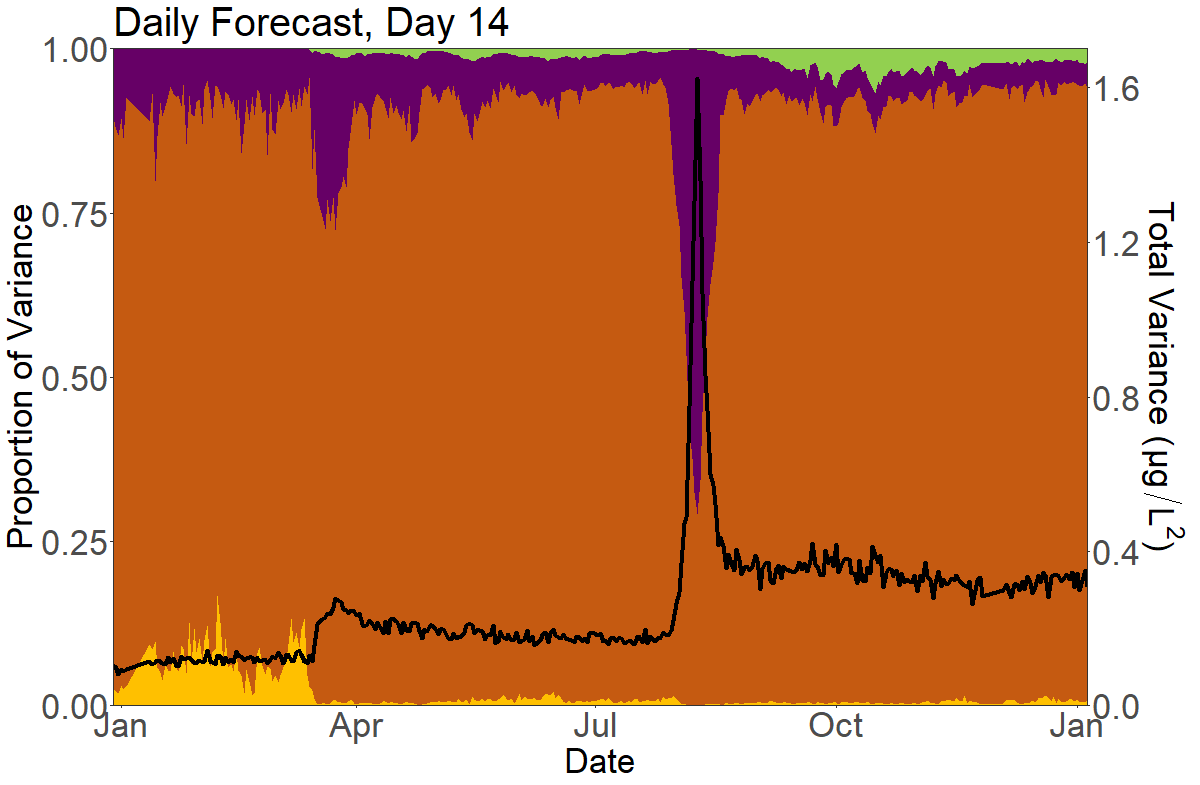 Daily Forecast, Day 14
Proportion of Variance
1.00
0.75
0.50
0.25
0.00
1.6
1.2
0.8
0.4
0.0
Total Variance (µg/L²)
Jan Apr Jul Oct Jan
Date